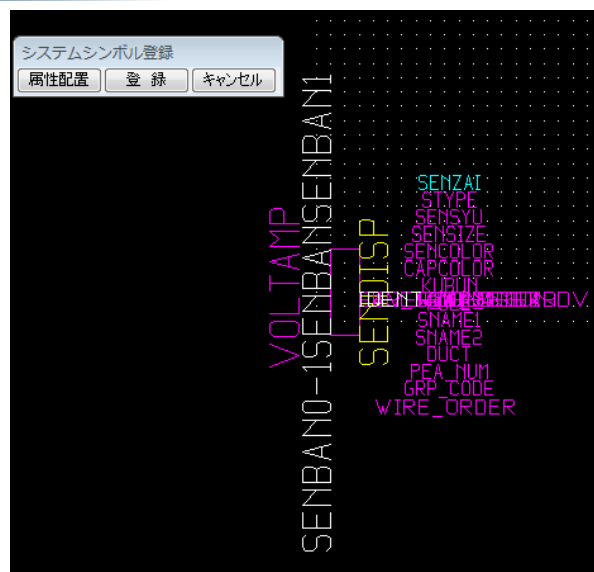 システムシンボル登録
属性配置 登 録 キャンセル
SENBAN0-1SENBANSENBAN1
VOLTAMP
SENDISP
SENZAI
STYPE
SENSYU
SENSIZE
SENCOLOR
CAPCOLOR
KUBUN
IDENT
SNAME1
SNAME2
DUCT
PEA_NUM
GRP_CODE
WIRE_ORDER